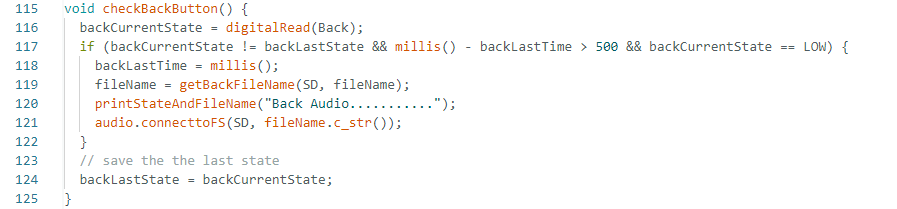 115 void checkBackButton() {
116 backCurrentState = digitalRead(Back);
117 if (backCurrentState != backLastState && millis() - backLastTime > 500 && backCurrentState == LOW) {
118 backLastTime = millis();
119 fileName = getBackFileName(SD, fileName);
120 printStateAndFileName("Back Audio...........");
121 audio.connecttoFS(SD, fileName.c_str());
122 }
123 // save the the last state
124 backLastState = backCurrentState;
125 }